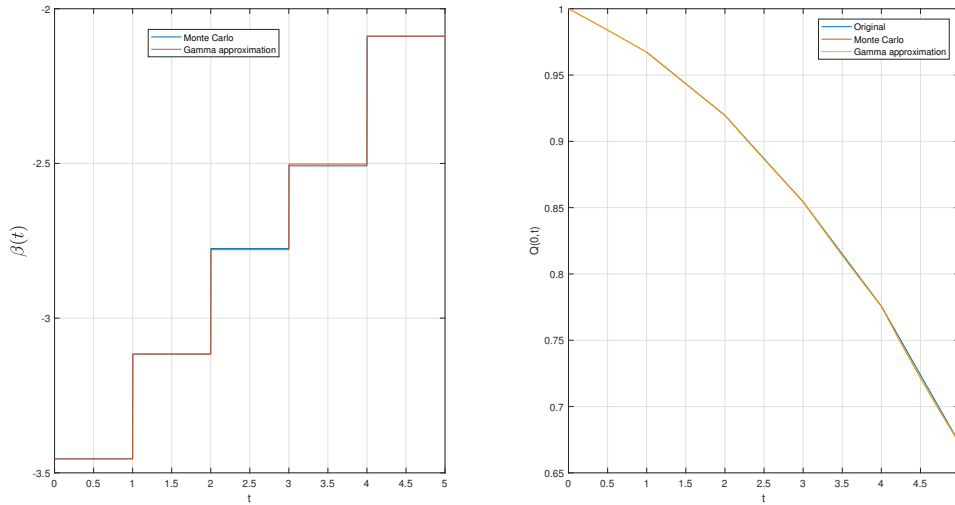 -2
-2.5
-3
-3.5
β(t)
Monte Carlo
Gamma approximation
0 0.5 1 1.5 2 2.5 3 3.5 4 4.5 5
t
1
0.95
0.9
0.85
0.8
0.75
0.7
0.65
Q(0,t)
Original
Monte Carlo
Gamma approximation
0 0.5 1 1.5 2 2.5 3 3.5 4 4.5
t